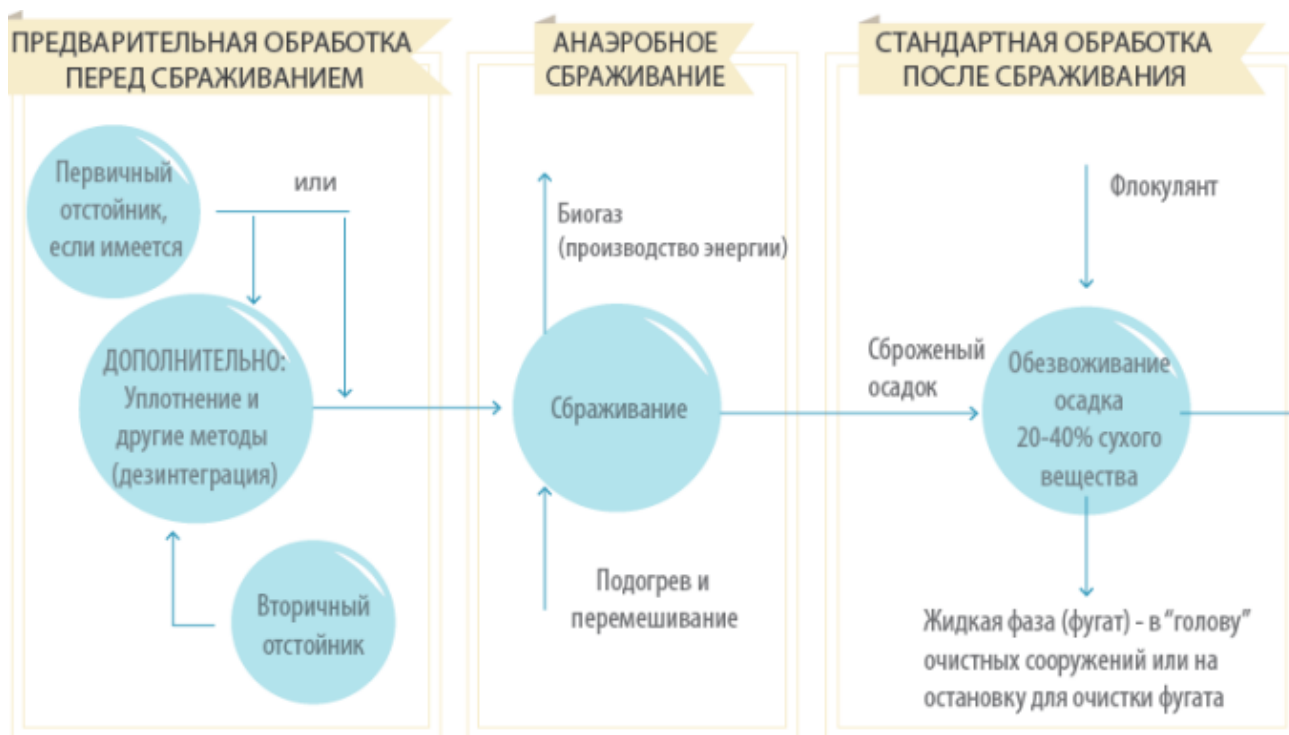 ПРЕДВАРИТЕЛЬНАЯ ОБРАБОТКА
ПЕРЕД СБРАЖИВАНИЕМ
Первичный
отстойник,
если имеется
или
ДОПОЛНИТЕЛЬНО:
Уплотнение и
другие методы
(дезинтеграция)
Вторичный
отстойник
АНАЭРОБНОЕ
СБРАЖИВАНИЕ
Биогаз
(производство энергии)
Сбраживание
Подогрев и
перемешивание
СТАНДАРТНАЯ ОБРАБОТКА
ПОСЛЕ СБРАЖИВАНИЯ
Флокулянт
Сброженый
осадок
Обезвоживание
осадка
20-40% сухого
вещества
Жидкая фаза (фугат) - в “голову”
очистных сооружений или на
остановку для очистки фугата